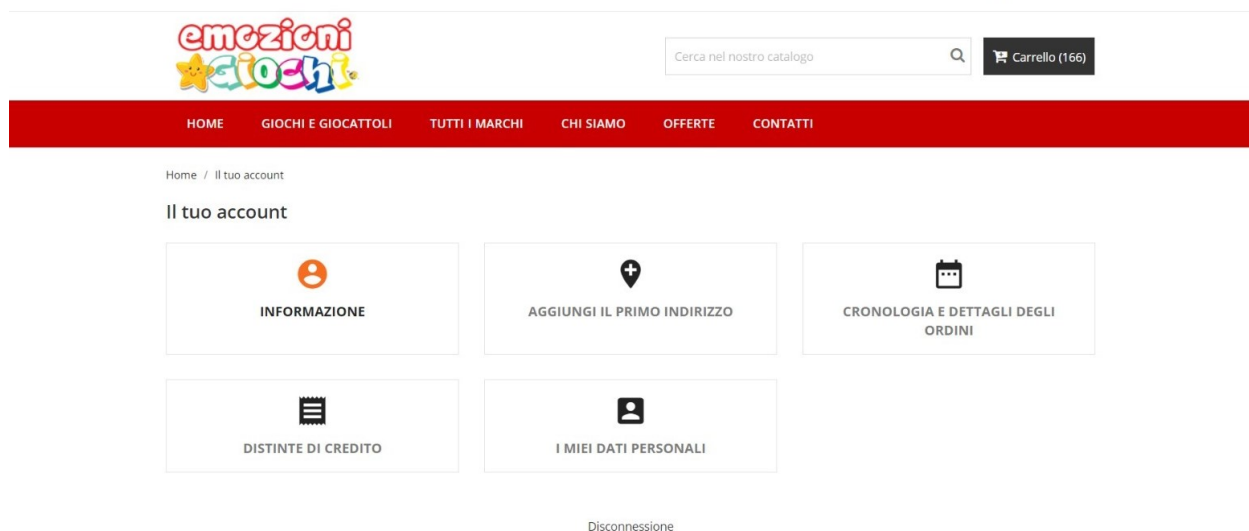 emozioni
Giochi
Cerca nel nostro catalogo
Carrello (166)
HOME GIOCHI E GIOCATTOLI TUTTI I MARCHI CHI SIAMO OFFERTE CONTATTI
Home / Il tuo account
Il tuo account
INFORMAZIONE
AGGIUNGI IL PRIMO INDIRIZZO
CRONOLOGIA E DETTAGLI DEGLI
ORDINI
DISTINTE DI CREDITO
I MIEI DATI PERSONALI
Disconnessione